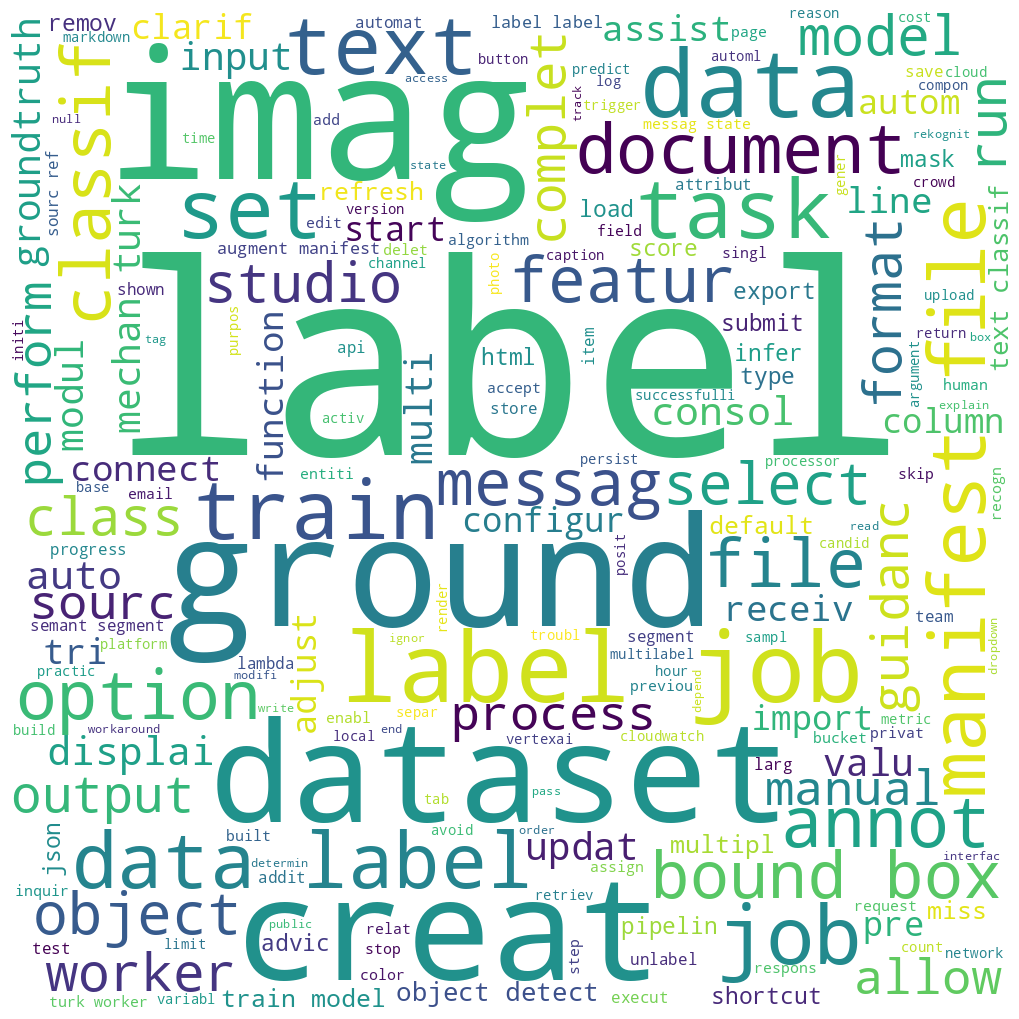 remov
markdown
clarif
automat
label label
assist
page
reason
cost
model
input
text
button
access
predict
log
automl
save
cloud
compon
imag
data
autom
run
null
classif
add
track
trigger
messag state
document
rekognit
mask
time
state
complet
gener
crowd
perform groundtruth
sourc ref
set
refresh
version
edit
start
attribut
load
field
task
line
text classif
mechan turk
augment manifest
algorithm
delet
channel
caption
score
singl
format
manifest file
upload
shown
studio
photo
featur
export
submit
return
box
initi
tag
modul
purpos
function
api
html
item
infer
type
argument
human
label
multi
accept
store
successfulli
consol
column
explain
activ
connect
base
email
entiti
messag
persist
select
processor
skip
recogn
class
train
configur
default
read
candid
guidanc
progress
auto
ground
posit
file
sourc
semant segment
render
receiv
team
tri
platform
adjust
ignor
troubl
segment
multilabel
sampl
dropdown
practic
lambda
modifi
label
job
hour
previou
option
write
enabl
separ
process
depend
import
metric
build
workaround
local
end
vertexai
cloudwatch
bucket
privat
displai
dataset
larg
valu
output
tab
pass
manual
annot
json
built
avoid
order
updat
multipl
interfac
data label
determin
addit
assign
bound box
inquir
creat
retriev
object
public
relat
pipelin
job
request
miss
pre
test
limit
advic
stop
step
unlabel
count
network
worker
color
respons
allow
turk worker
variabl
train model
object detect
execut
shortcut